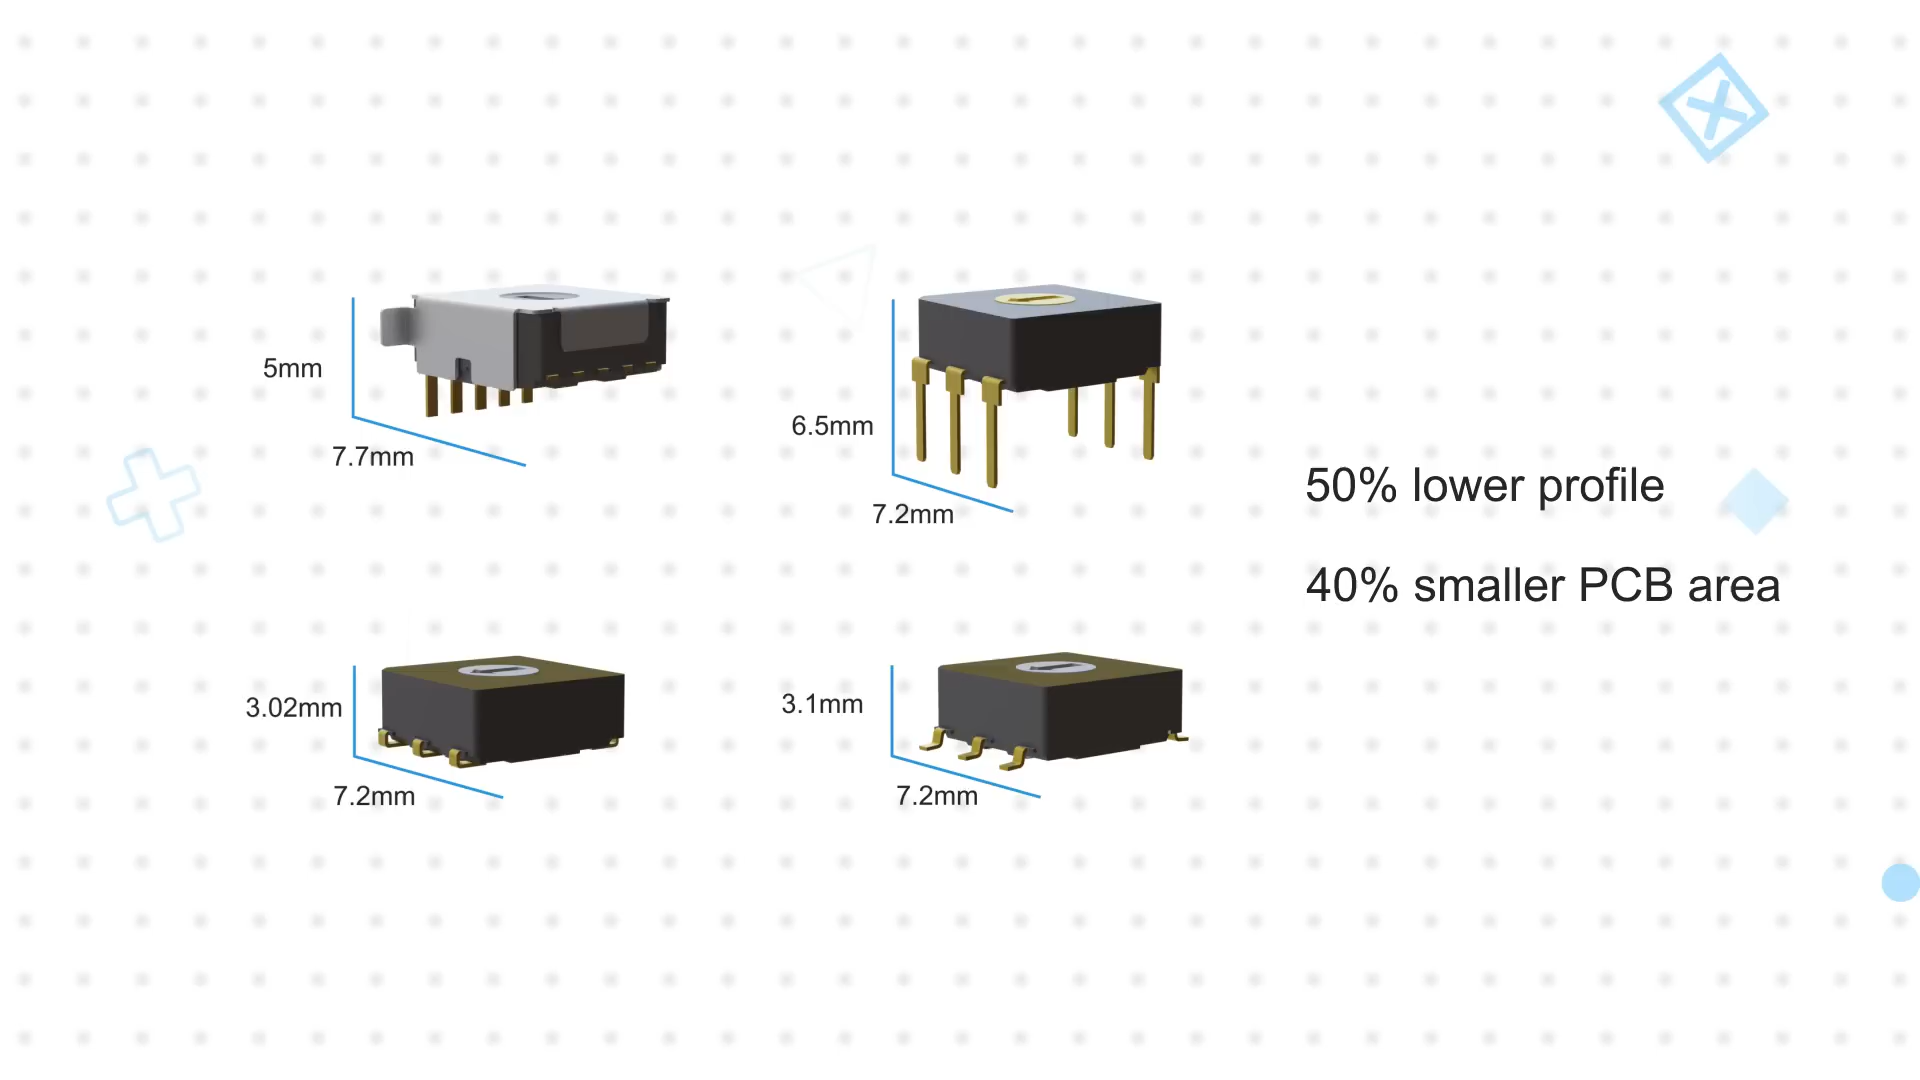 5mm
7.7mm
6.5mm
7.2mm
50% lower profile
40% smaller PCB area
3.02mm
7.2mm
3.1mm
7.2mm